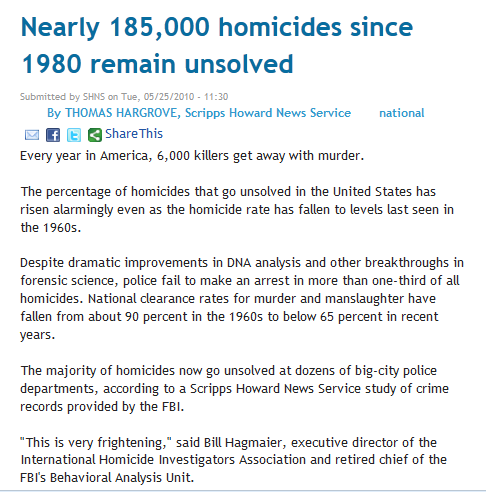 Nearly 185,000 homicides since
1980 remain unsolved
Submitted by SHNS on Tue, 05/25/2010 - 11:30
By THOMAS HARGROVE, Scripps Howard News Service national
ShareThis
Every year in America, 6,000 killers get away with murder.
The percentage of homicides that go unsolved in the United States has
risen alarmingly even as the homicide rate has fallen to levels last seen in
the 1960s.
Despite dramatic improvements in DNA analysis and other breakthroughs in
forensic science, police fail to make an arrest in more than one-third of all
homicides. National clearance rates for murder and manslaughter have
fallen from about 90 percent in the 1960s to below 65 percent in recent
years.
The majority of homicides now go unsolved at dozens of big-city police
departments, according to a Scripps Howard News Service study of crime
records provided by the FBI.
"This is very frightening," said Bill Hagmaier, executive director of the
International Homicide Investigators Association and retired chief of the
FBI's Behavioral Analysis Unit.